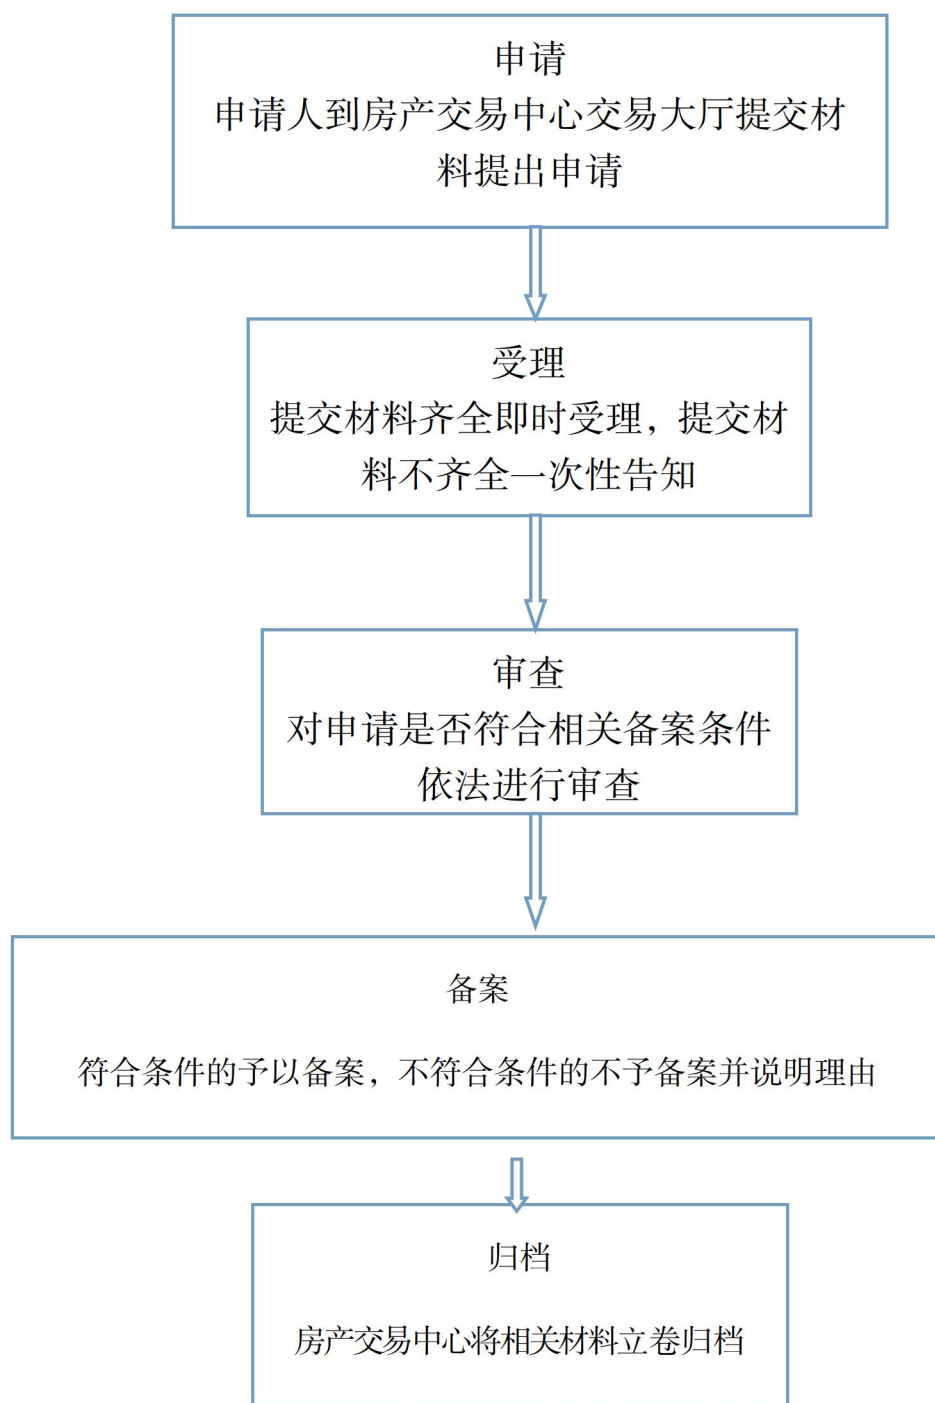 申请
申请人到房产交易中心交易大厅提交材
料提出申请
受理
提交材料齐全即时受理，提交材
料不齐全一次性告知
审查
对申请是否符合相关备案条件
依法进行审查
备案
符合条件的予以备案，不符合条件的不予备案并说明理由
归档
房产交易中心将相关材料立卷归档